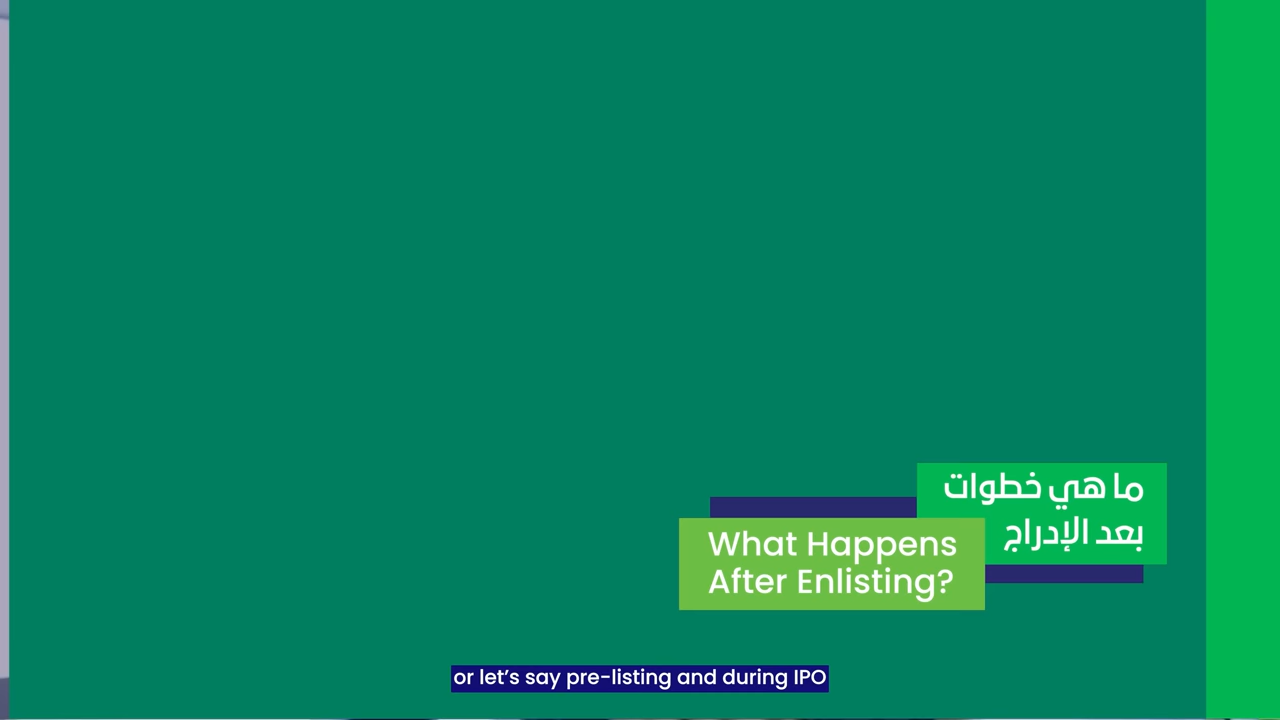 ما هي خطوات
بعد الإدراج
What Happens
After Enlisting?
or let's say pre-listing and during IPO